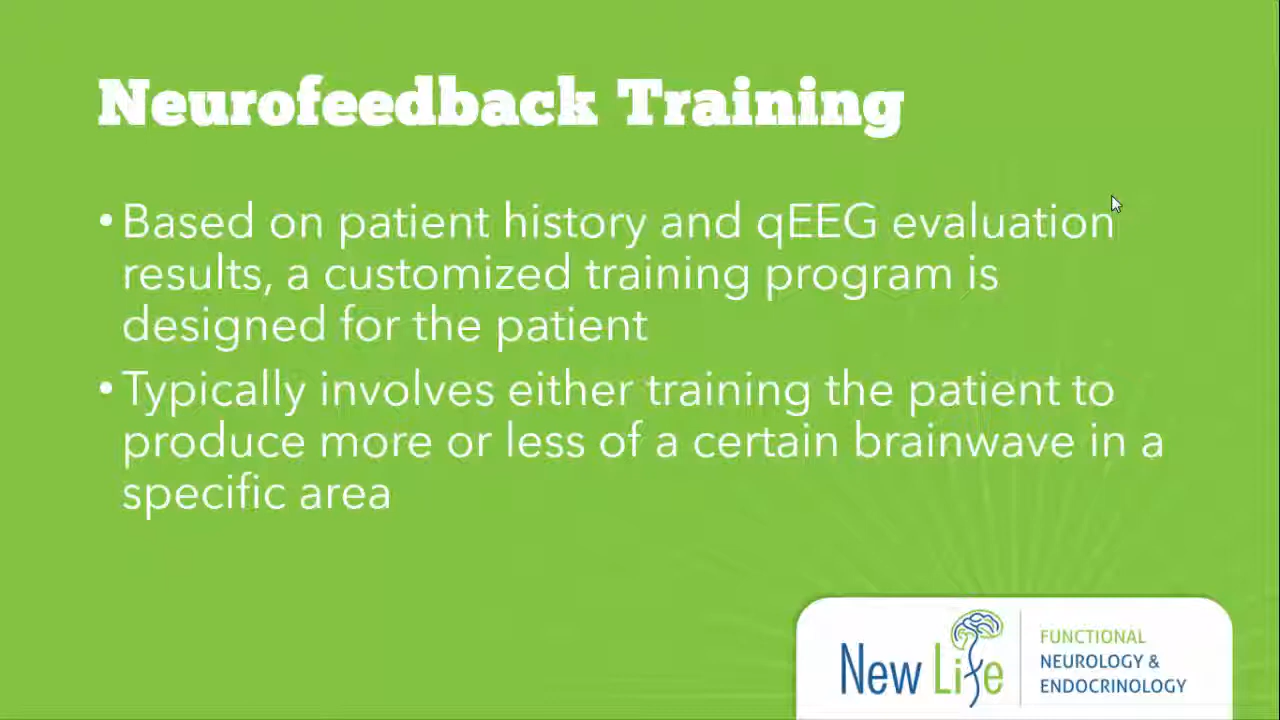 Neurofeedback Training
• Based on patient history and qEEG evaluation
results, a customized training program is
designed for the patient
• Typically involves either training the patient to
produce more or less of a certain brainwave in a
specific area
New Life
FUNCTIONAL
NEUROLOGY &
ENDOCRINOLOGY